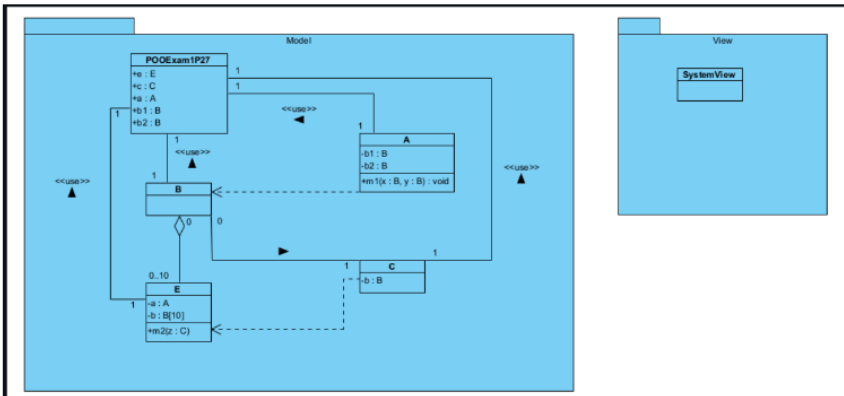 Model
POOExam1P27
+e : E
+c : C
+a : A
+b1 : B
+b2 : B
1
1
1
1
<<use>>
1
A
-b1 : B
-b2 : B
+m1(x : B, y : B) : void
<<use>>
<<use>>
<<use>>
1
B
0
0
0..10
1
E
-a : A
-b : B[10]
+m2(z : C)
1
1
C
-b : B
View
SystemView